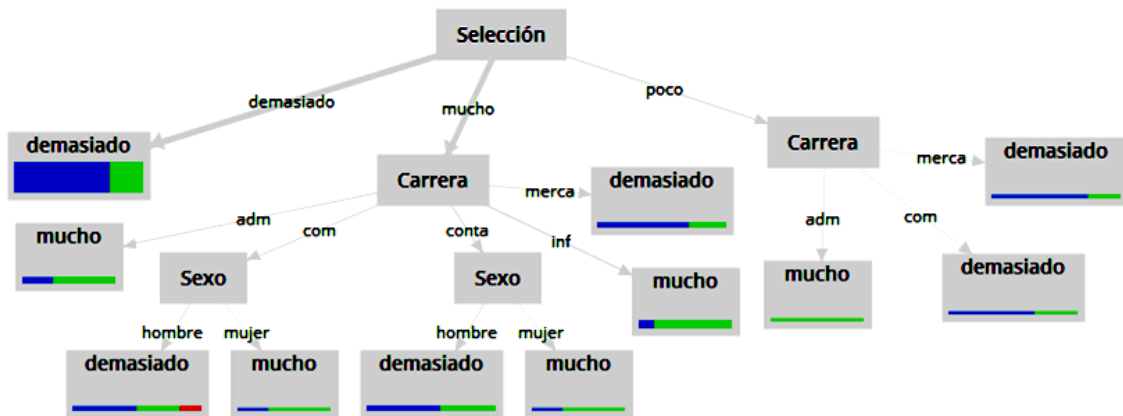 Selección
demasiado
mucho
poco
demasiado
Carrera
Carrera
merca
demasiado
merca
demasiado
adm
com
conta
inf
adm
com
mucho
Sexo
Sexo
mucho
mucho
demasiado
hombre
mujer
hombre
mujer
demasiado
mucho
demasiado
mucho